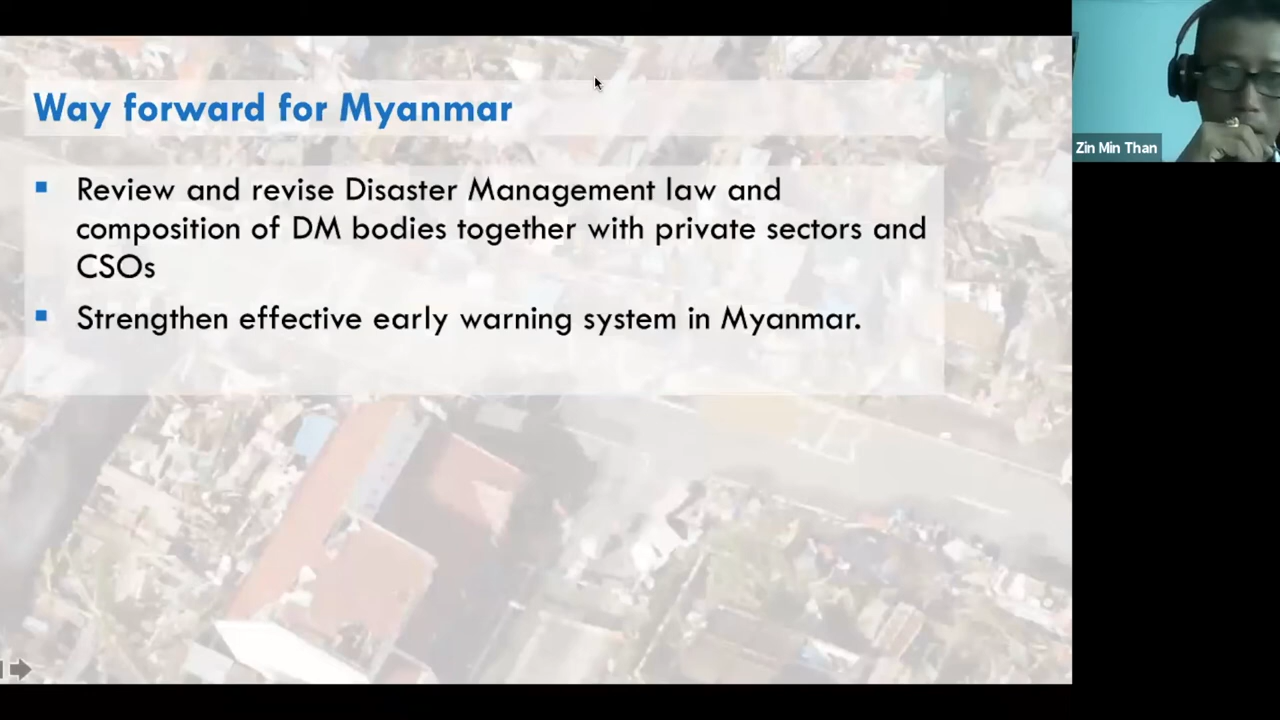 Way forward for Myanmar
Review and revise Disaster Management law and
composition of DM bodies together with private sectors and
CSOs
Strengthen effective early warning system in Myanmar.
Zin Min Than